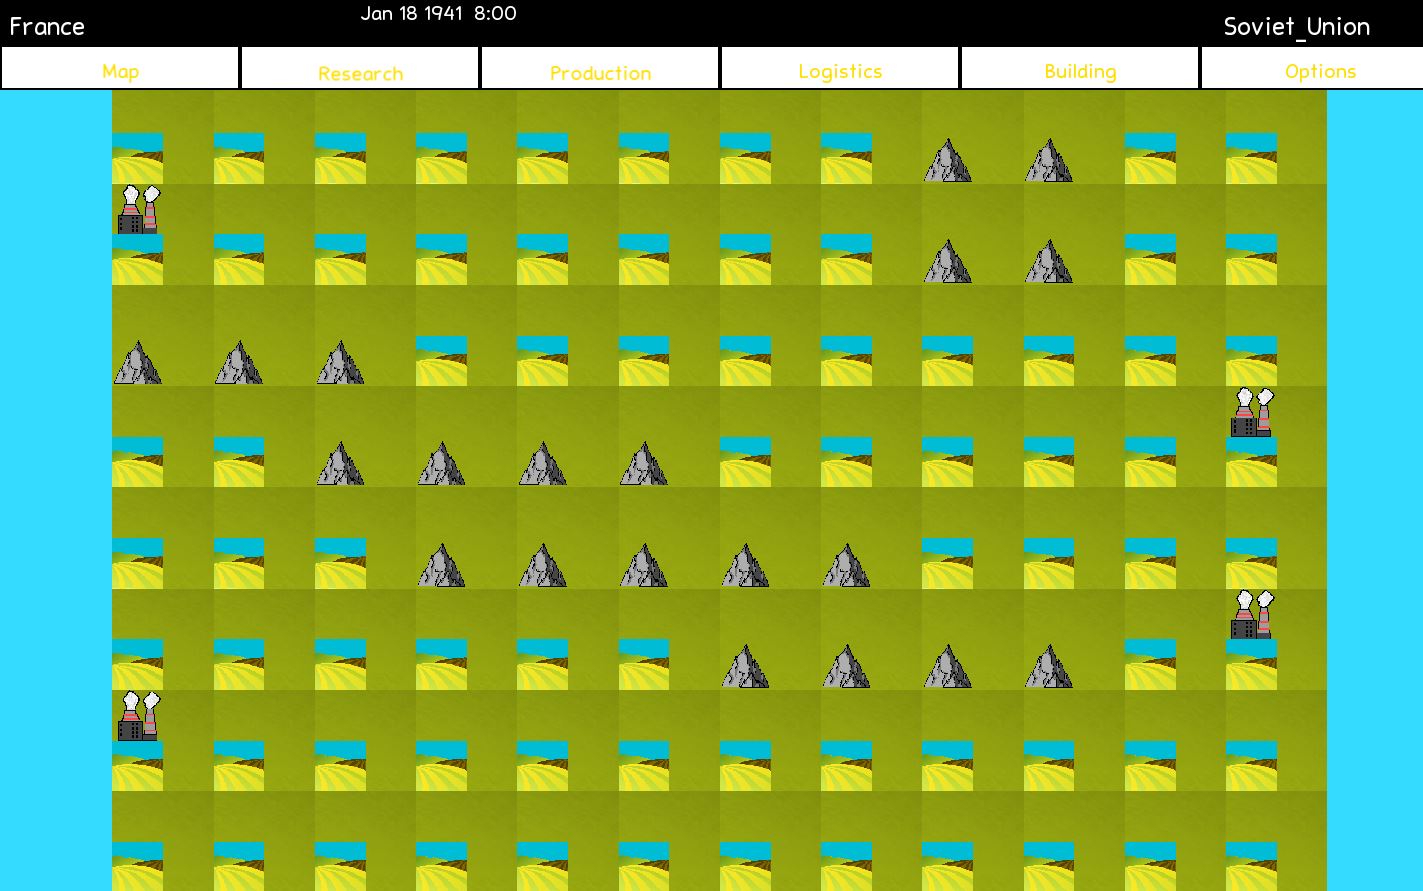 Jan 18 1941 8:00
France
Soviet_Union
Map
Research
Production
Logistics
Building
Options